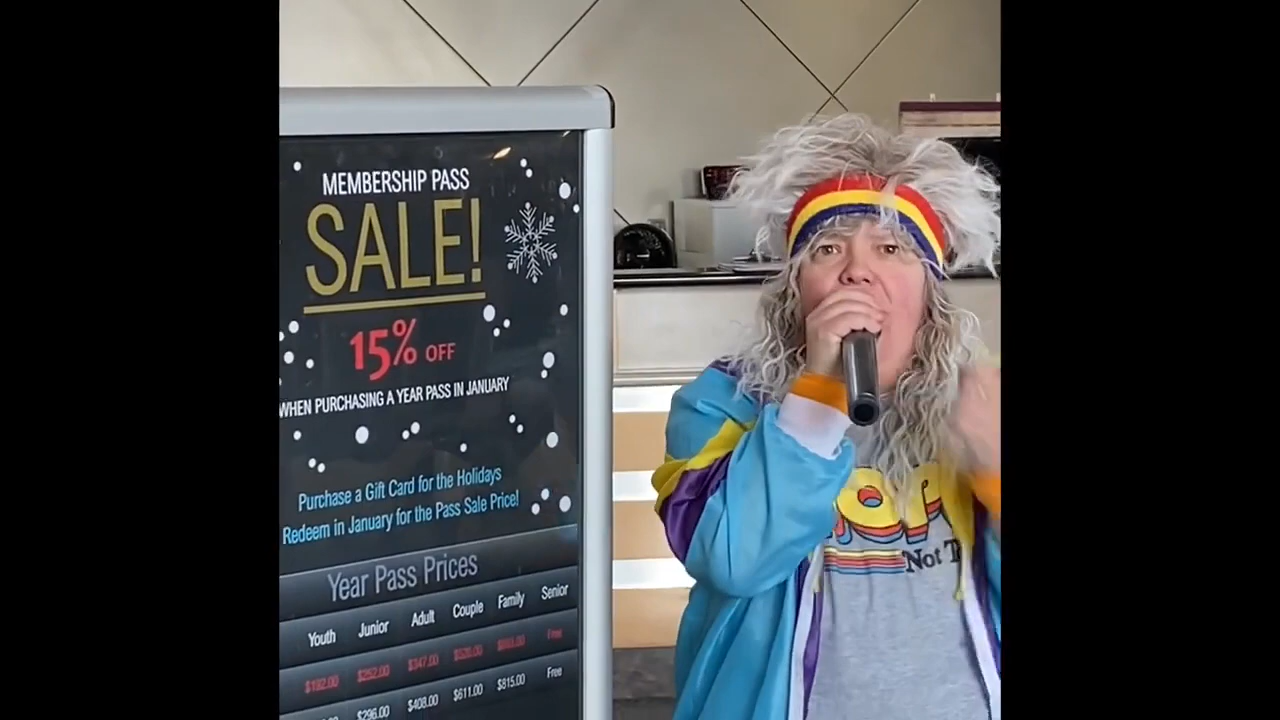 MEMBERSHIP PASS
SALE!
15% OFF
WHEN PURCHASING A YEAR PASS IN JANUARY
Purchase a Gift Card for the Holidays
Redeem in January for the Pass Sale Price!
Year Pass Prices
Youth Junior Adult Couple Family Senior
$252.00 $347.00 Free
$296.00 $408.00 $611.00 $815.00 Free
Not